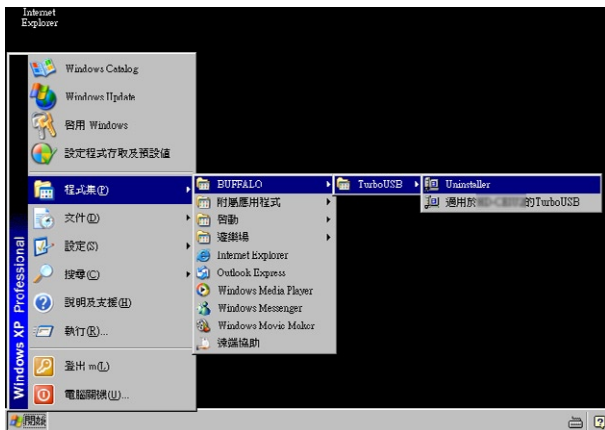 Internet
Explorer
Windows Catalog
Windows Update
啓用 Windows
設定程式存取及預設值
程式集(P)
文件(D)
設定(S)
搜尋(C)
說明及支援(H)
執行(R)...
登出 m(L)
電腦關機(U)...
Windows XP Professional
開始
BUFFALO
附屬應用程式
啓動
遊樂場
Internet Explorer
Outlook Express
Windows Media Player
Windows Messenger
Windows Movie Maker
遠端協助
TurboUSB
Uninstaller
適用於 的TurboUSB